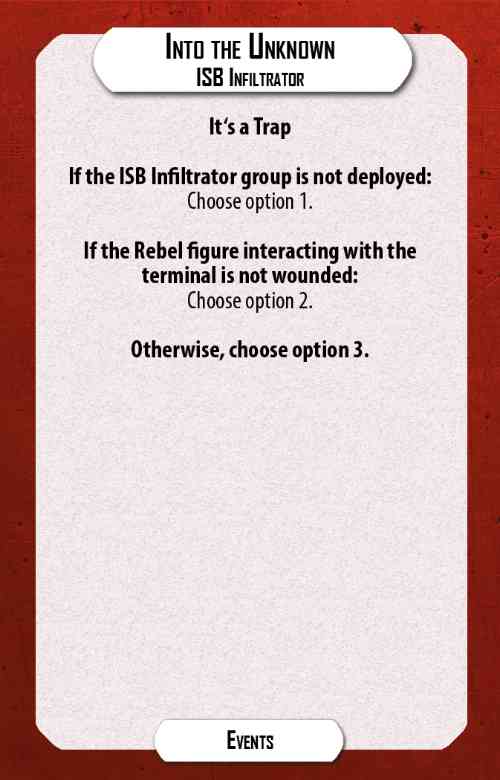 Into the Unknown
ISB Infiltrator
It‘s a Trap
If the ISB Infiltrator group is not deployed:
Choose option 1.
If the Rebel figure interacting with the
terminal is not wounded:
Choose option 2.
Otherwise, choose option 3.
Events